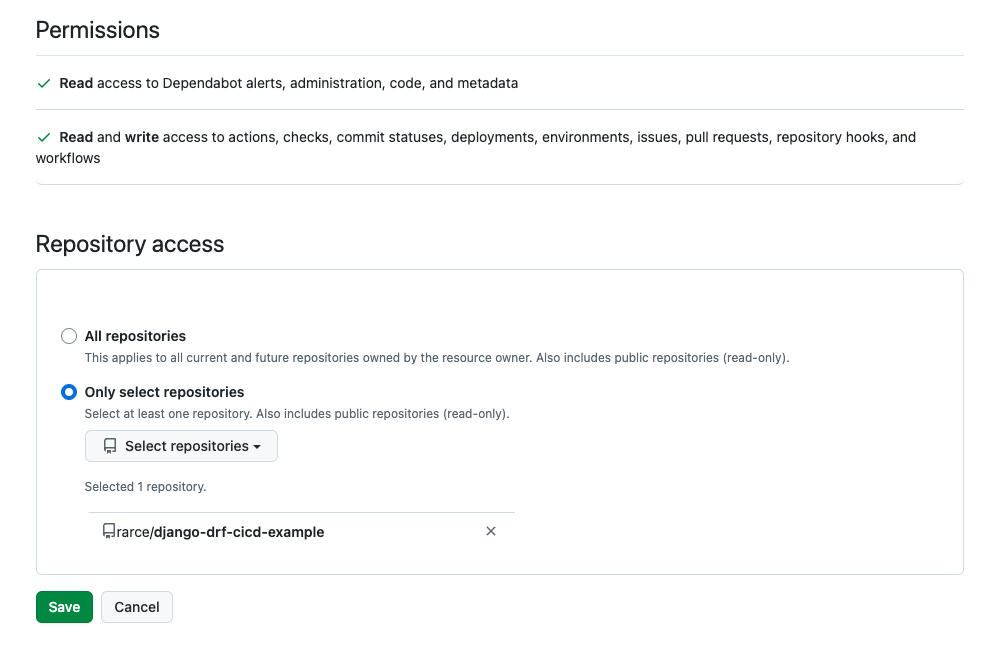 Permissions
Read access to Dependabot alerts, administration, code, and metadata
Read and write access to actions, checks, commit statuses, deployments, environments, issues, pull requests, repository hooks, and
workflows
Repository access
All repositories
This applies to all current and future repositories owned by the resource owner. Also includes public repositories (read-only).
Only select repositories
Select at least one repository. Also includes public repositories (read-only).
Select repositories
Selected 1 repository.
rarce/django-drf-cicd-example
Save Cancel